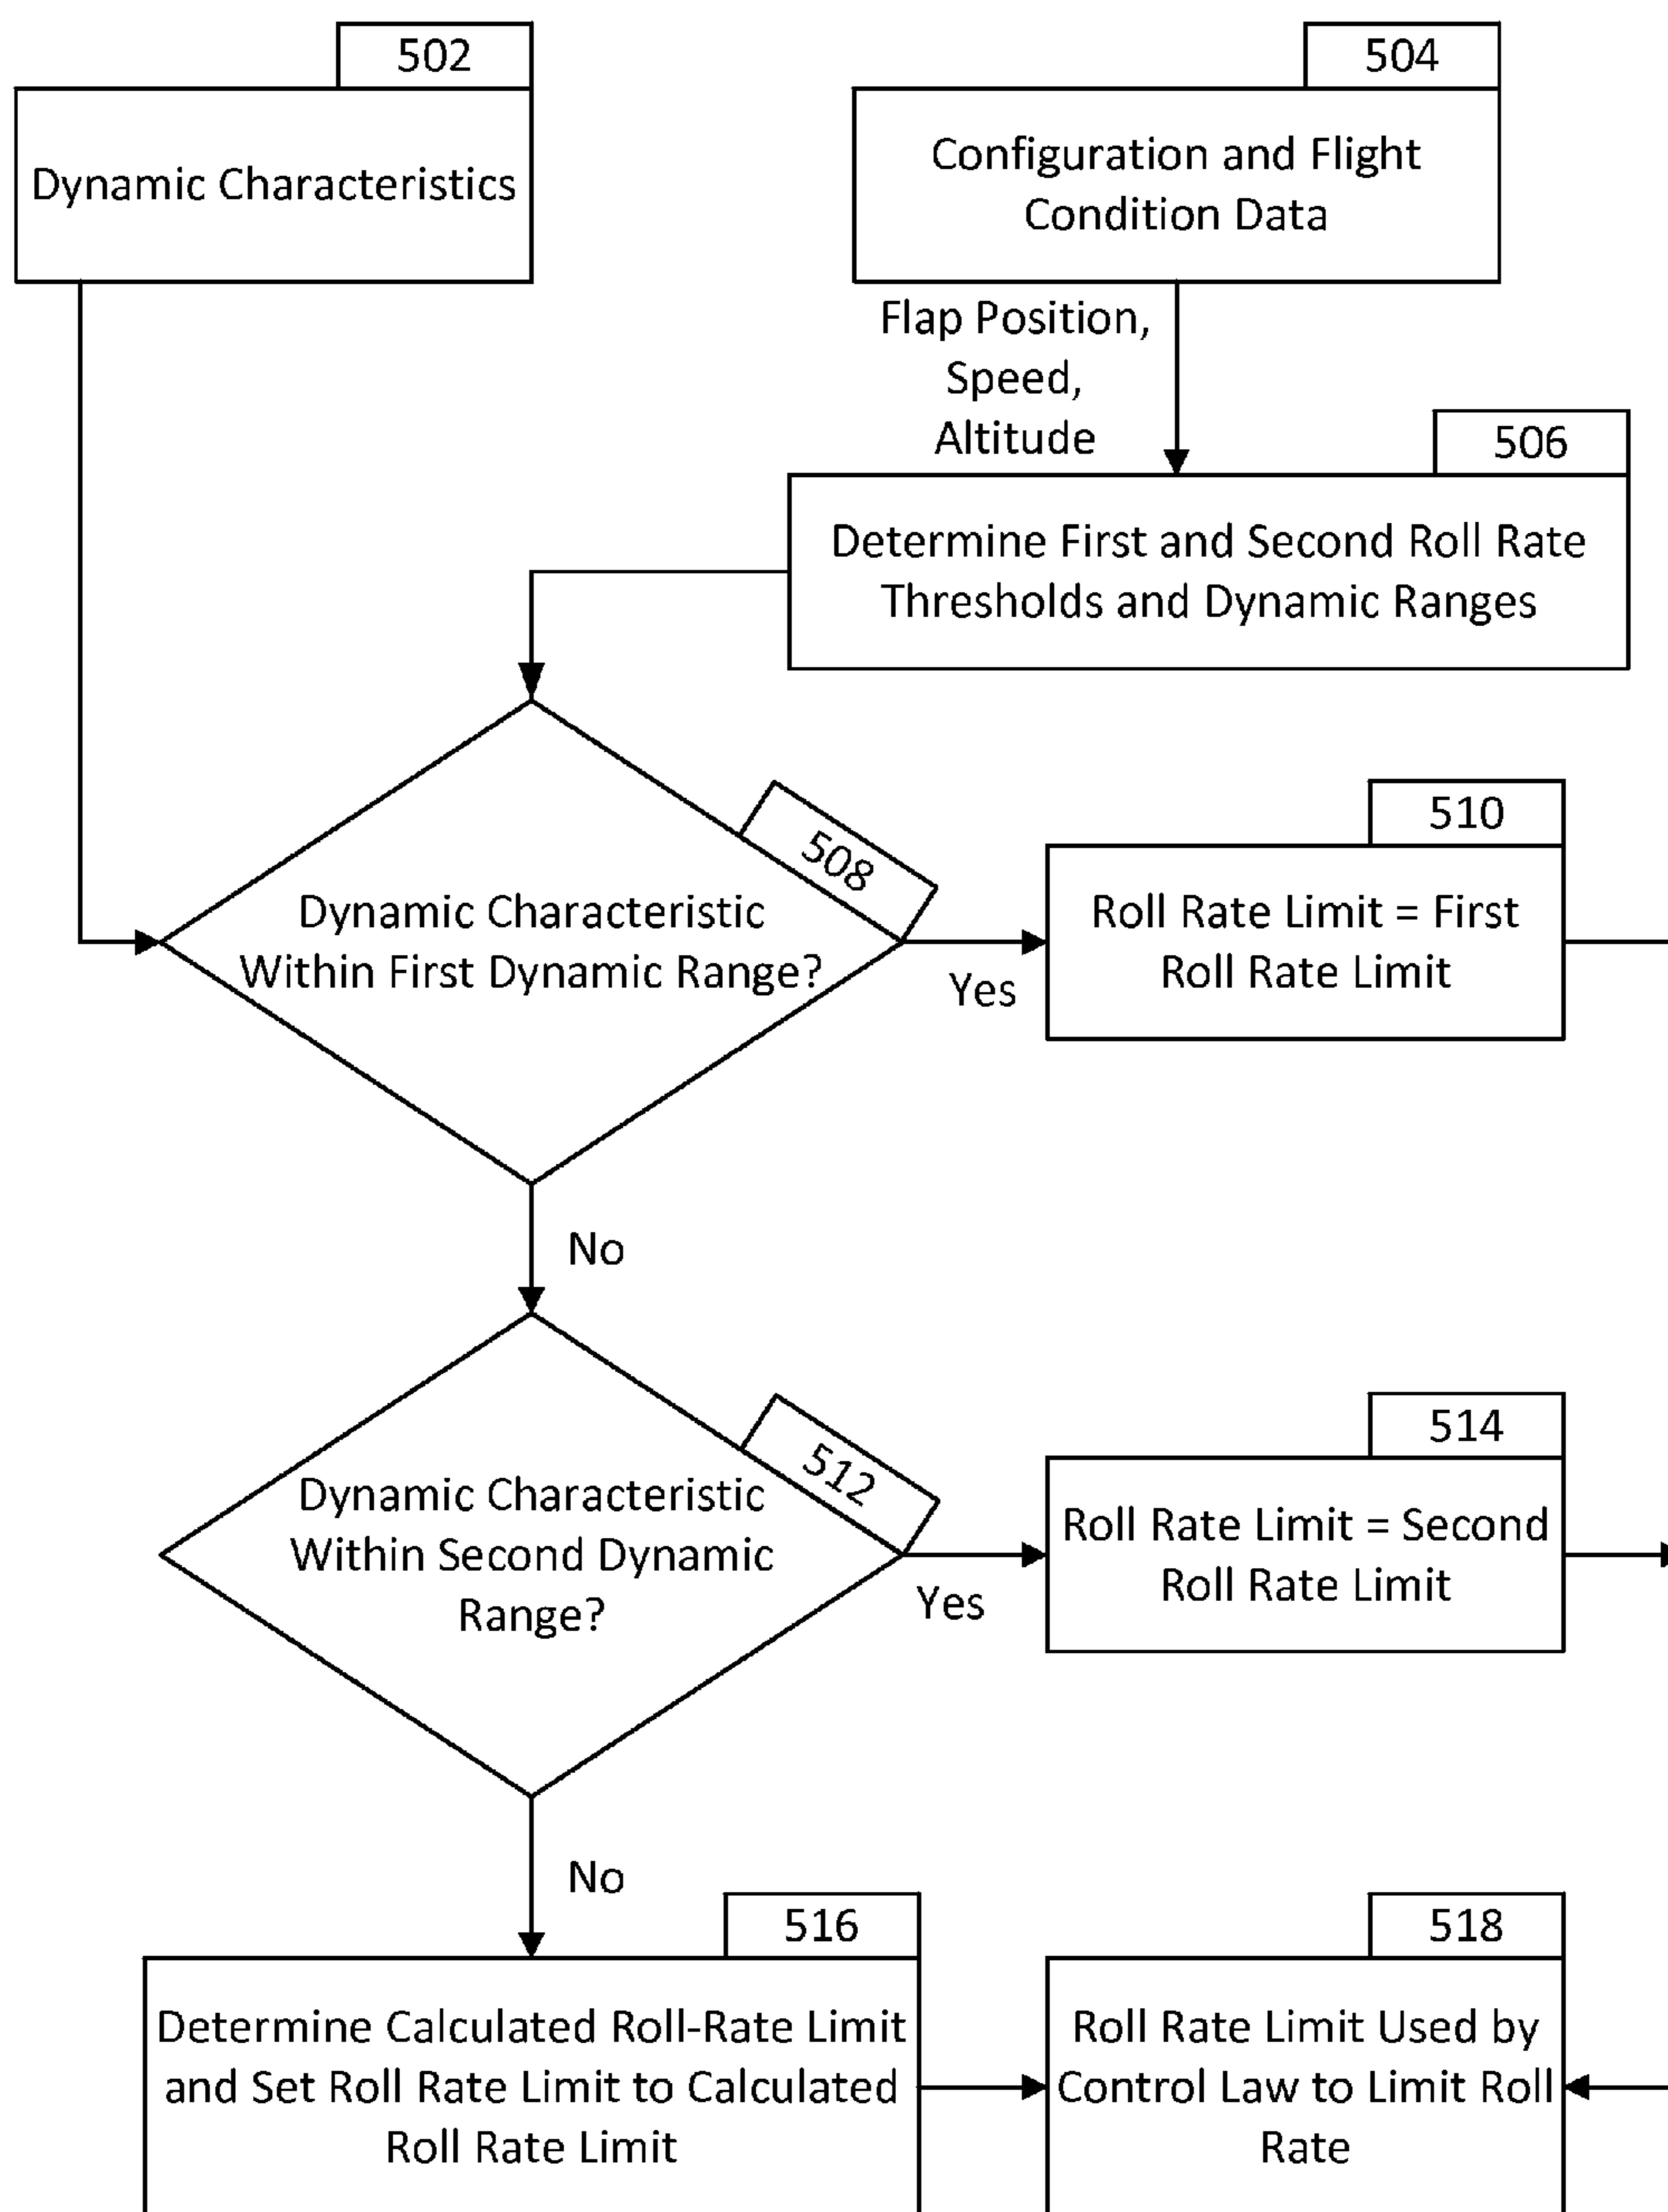 502
Dynamic Characteristics
504
Configuration and Flight
Condition Data
Flap Position,
Speed,
Altitude
506
Determine First and Second Roll Rate
Thresholds and Dynamic Ranges
508
Dynamic Characteristic
Within First Dynamic Range?
Yes
510
Roll Rate Limit = First
Roll Rate Limit
No
512
Dynamic Characteristic
Within Second Dynamic
Range?
Yes
514
Roll Rate Limit = Second
Roll Rate Limit
No
516
Determine Calculated Roll-Rate Limit
and Set Roll Rate Limit to Calculated
Roll Rate Limit
518
Roll Rate Limit Used by
Control Law to Limit Roll
Rate